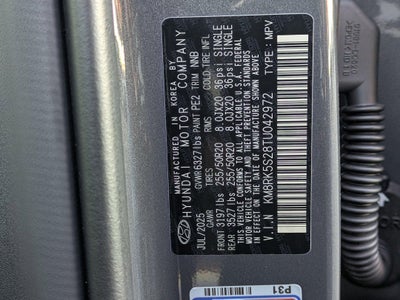 MANUFACTURED IN KOREA BY
HYUNDAI MOTOR COMPANY
JUL/2025 GVWR 6327 lbs PAINT PE2 TRIM NNB
GAWR TIRES RIMS COLD TIRE INFL
FRONT 3197 lbs 255/50R20 8.0JX20 36psi SINGLE
REAR 3527 lbs 255/50R20 8.0JX20 36psi SINGLE
THIS VEHICLE CONFORMS TO ALL APPLICABLE U.S.A. FEDERAL
MOTOR VEHICLE SAFETY AND THEFT PREVENTION STANDARDS
IN EFFECT ON THE DATE OF MANUFACTURE SHOWN ABOVE.
V.I.N KM8RK5S28TU042972 TYPE : MPV
P31